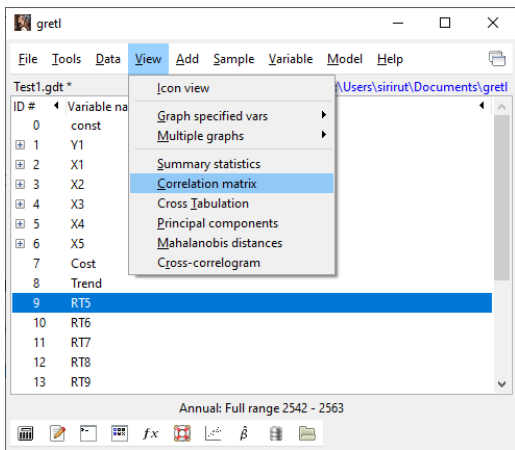 gretl
File Tools Data View Add Sample Variable Model Help
Test1.gdt * :\Users\sirirut\Documents\gretl
ID # Variable na
0 const
1 Y1
2 X1
3 X2
4 X3
5 X4
6 X5
7 Cost
8 Trend
9 RT5
10 RT6
11 RT7
12 RT8
13 RT9
Icon view
Graph specified vars
Multiple graphs
Summary statistics
Correlation matrix
Cross Tabulation
Principal components
Mahalanobis distances
Cross-correlogram
Annual: Full range 2542 - 2563
fx β̂